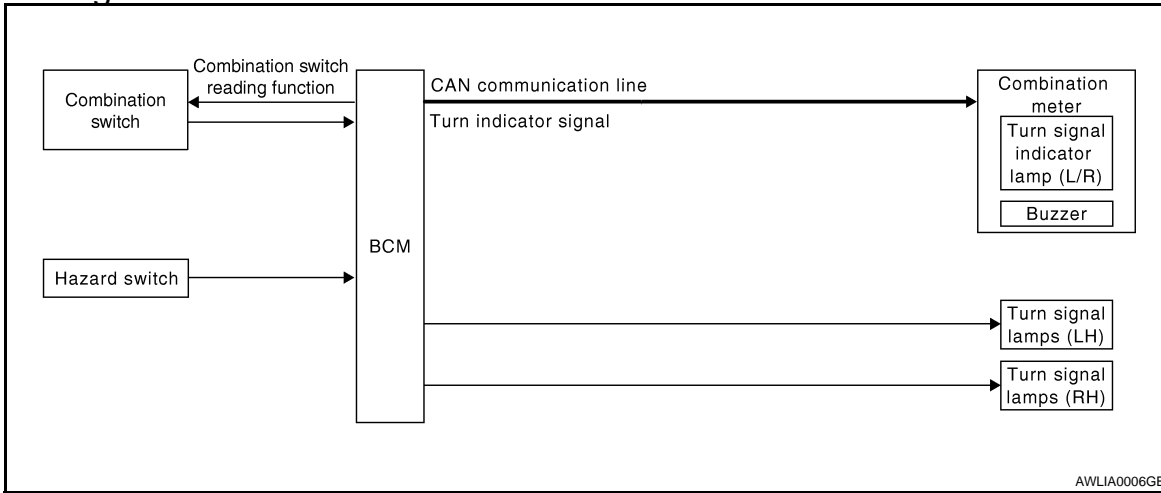 Combination switch
reading function
Combination
switch
CAN communication line
Turn indicator signal
Combination
meter
Turn signal
indicator
lamp (L/R)
Buzzer
BCM
Hazard switch
Turn signal
lamps (LH)
Turn signal
lamps (RH)
AWLIA0006GB